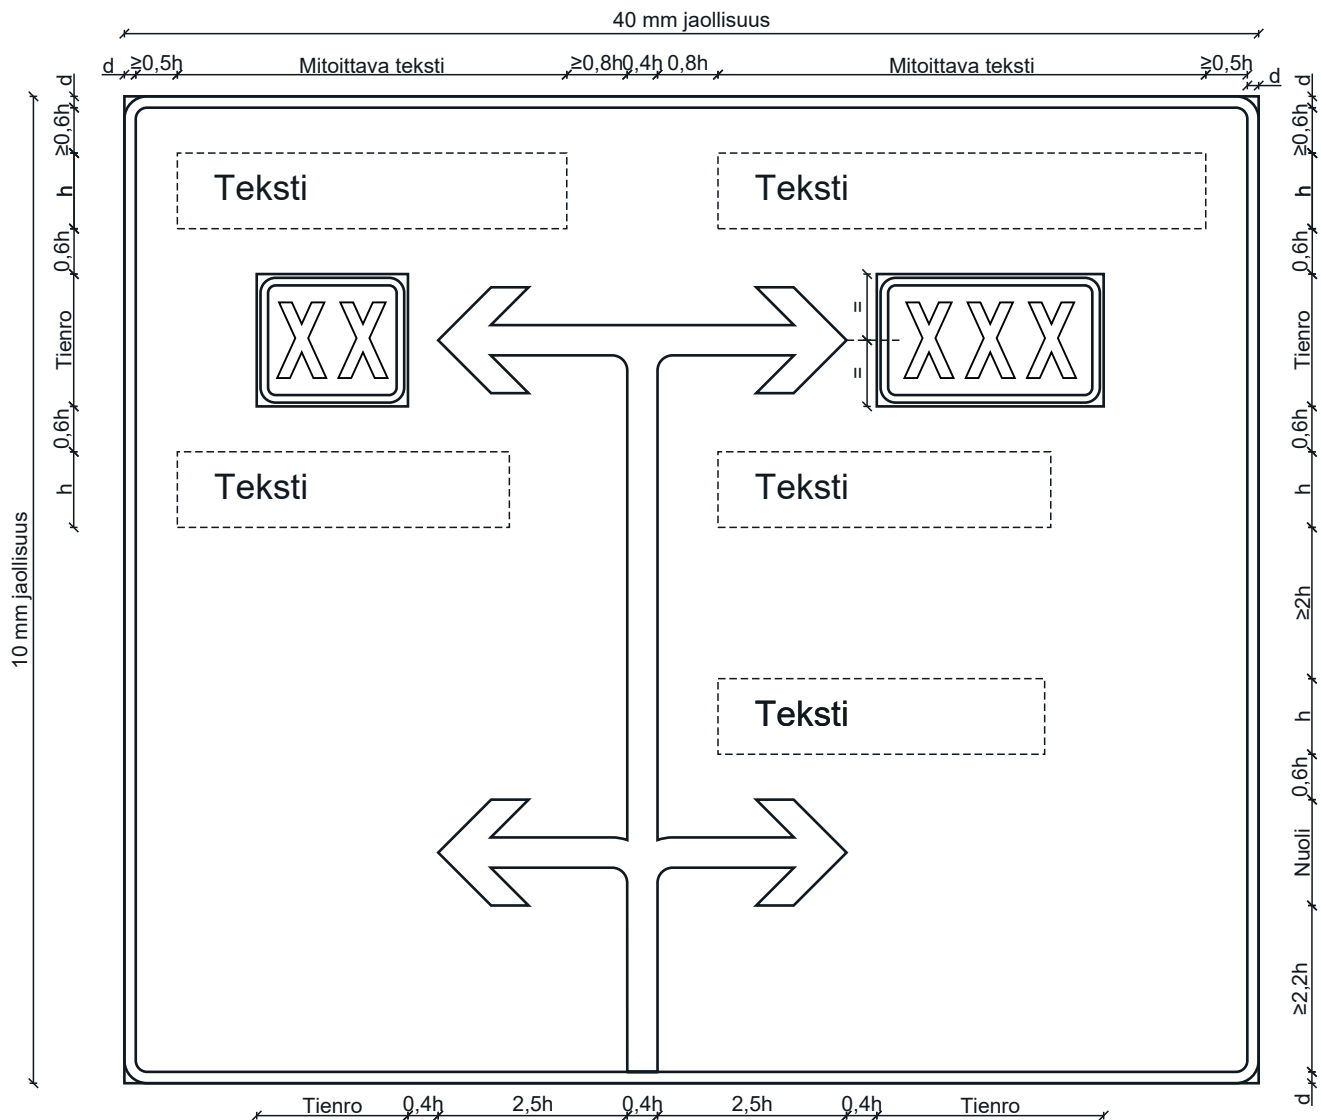 40 mm jaollisuus
d ≥0,5h Mitoittava teksti ≥0,8h 0,4h 0,8h Mitoittava teksti ≥0,5h
d d d
≥0,6h ≥0,6h
Teksti Teksti
h h
0,6h 0,6h
Tienro XX = XXX Tienro
=
0,6h 0,6h
h Teksti Teksti h
10 mm jaollisuus
≥2h
Teksti h
0,6h
Nuoli
≥2,2h
d
Tienro 0,4h 2,5h 0,4h 2,5h 0,4h Tienro